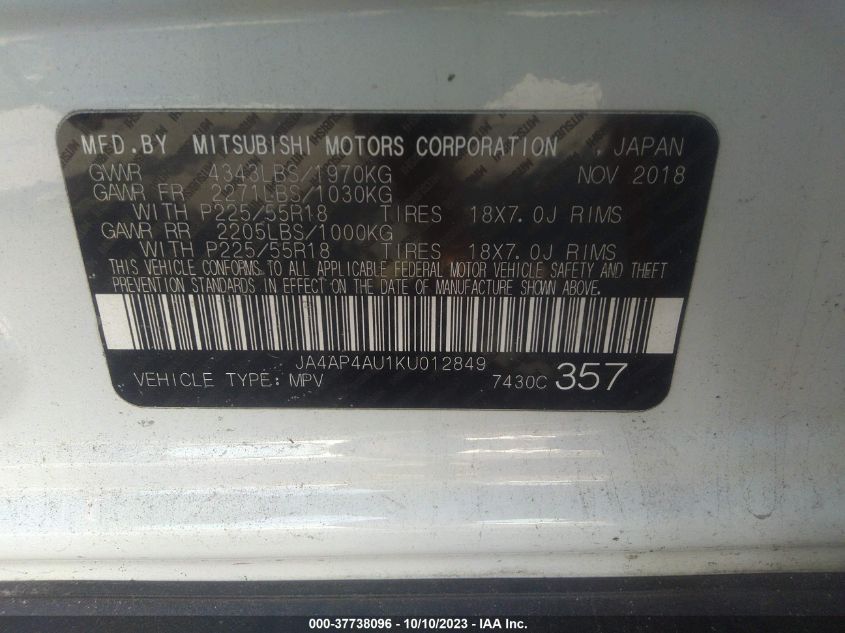 MFD.BY MITSUBISHI MOTORS CORPORATION , JAPAN
GVWR 4343LBS/1970KG NOV 2018
GAWR FR 2271LBS/1030KG
WITH P225/55R18 TIRES 18X7.0J RIMS
GAWR RR 2205LBS/1000KG
WITH P225/55R18 TIRES 18X7.0J RIMS
THIS VEHICLE CONFORMS TO ALL APPLICABLE FEDERAL MOTOR VEHICLE SAFETY AND THEFT
PREVENTION STANDARDS IN EFFECT ON THE DATE OF MANUFACTURE SHOWN ABOVE.
JA4AP4AU1KU012849
VEHICLE TYPE: MPV 7430C 357
000-37738096 - 10/10/2023 - IAA Inc.